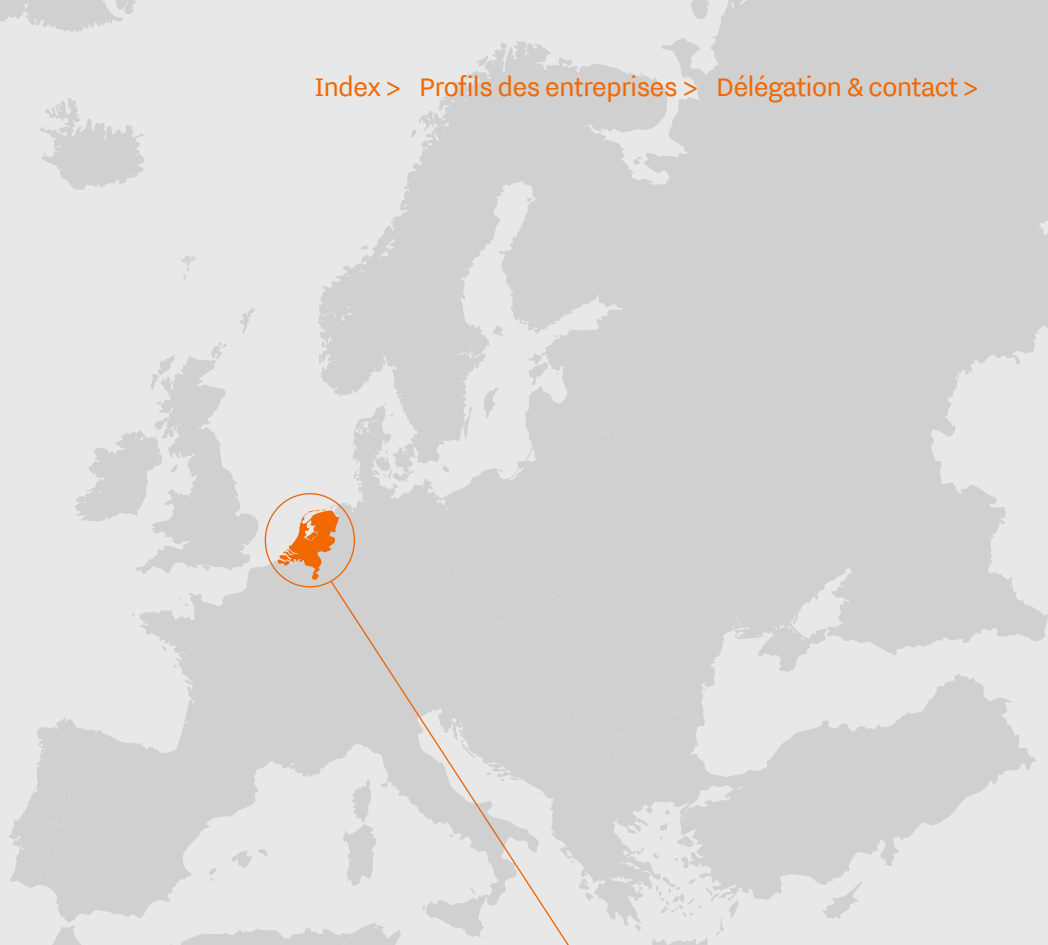 Index > Profils des entreprises > Délégation & contact >